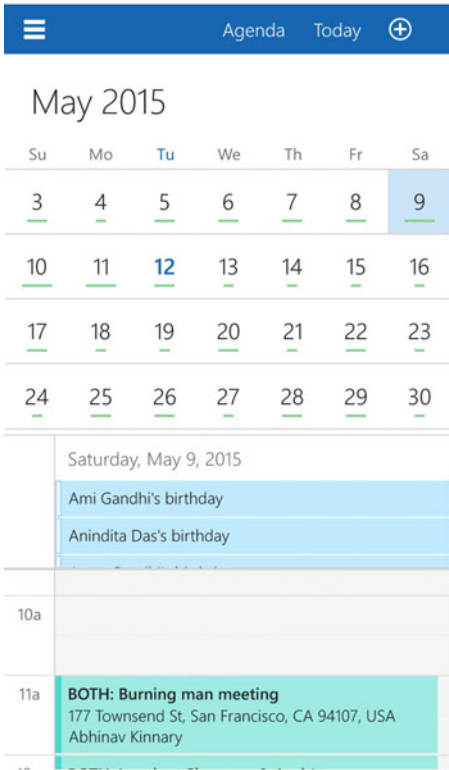 Agenda Today
May 2015
Su Mo Tu We Th Fr Sa
3 4 5 6 7 8 9
10 11 12 13 14 15 16
17 18 19 20 21 22 23
24 25 26 27 28 29 30
Saturday, May 9, 2015
Ami Gandhi's birthday
Anindita Das's birthday
10a
11a BOTH: Burning man meeting
177 Townsend St, San Francisco, CA 94107, USA
Abhinav Kinnary